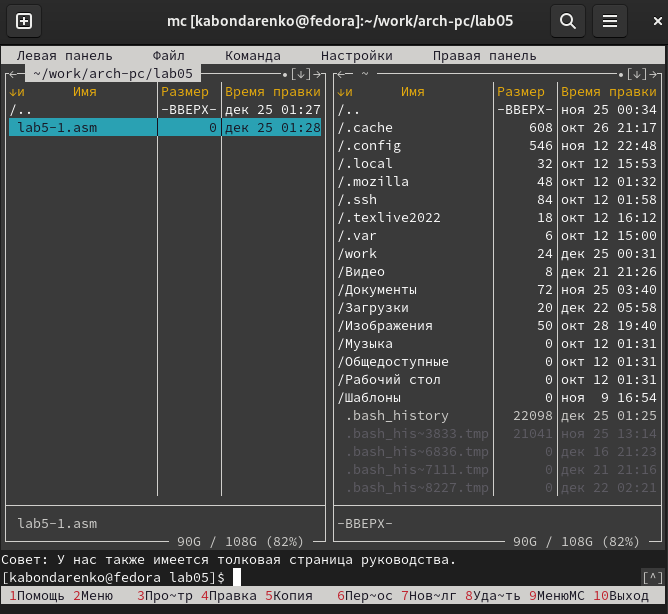 mc [kabondarenko@fedora]:~/work/arch-pc/lab05
Левая панель Файл Команда Настройки Правая панель
~/work/arch-pc/lab05 [↓] ~ [↓]
↓и Имя Размер Время правки ↓и Имя Размер Время правки
/.. -ВВЕРХ- дек 25 01:27 /.. -ВВЕРХ- ноя 25 00:34
lab5-1.asm 0 дек 25 01:28 /.cache 608 окт 26 21:17
/.config 546 ноя 12 22:48
/.local 32 окт 12 15:53
/.mozilla 48 окт 12 01:32
/.ssh 84 окт 12 01:58
/.texlive2022 18 окт 12 16:12
/.var 6 окт 12 15:00
/work 24 дек 25 00:31
/Видео 8 дек 21 21:26
/Документы 72 ноя 25 03:40
/Загрузки 20 дек 22 05:58
/Изображения 50 окт 28 19:40
/Музыка 0 окт 12 01:31
/Общедоступные 0 окт 12 01:31
/Рабочий стол 0 окт 12 01:31
/Шаблоны 0 ноя 9 16:54
.bash_history 22098 дек 25 01:25
.bash_his~3833.tmp 21041 ноя 25 13:14
.bash_his~6836.tmp 0 дек 16 21:23
.bash_his~7111.tmp 0 дек 21 21:16
.bash_his~8227.tmp 0 дек 22 02:21
lab5-1.asm -ВВЕРХ-
90G / 108G (82%) 90G / 108G (82%)
Совет: У нас также имеется толковая страница руководства.
[kabondarenko@fedora lab05]$ [^]
1Помощь 2Меню 3Про~тр 4Правка 5Копия 6Пер~ос 7Нов~лг 8Уда~ть 9МенюМС 10Выход